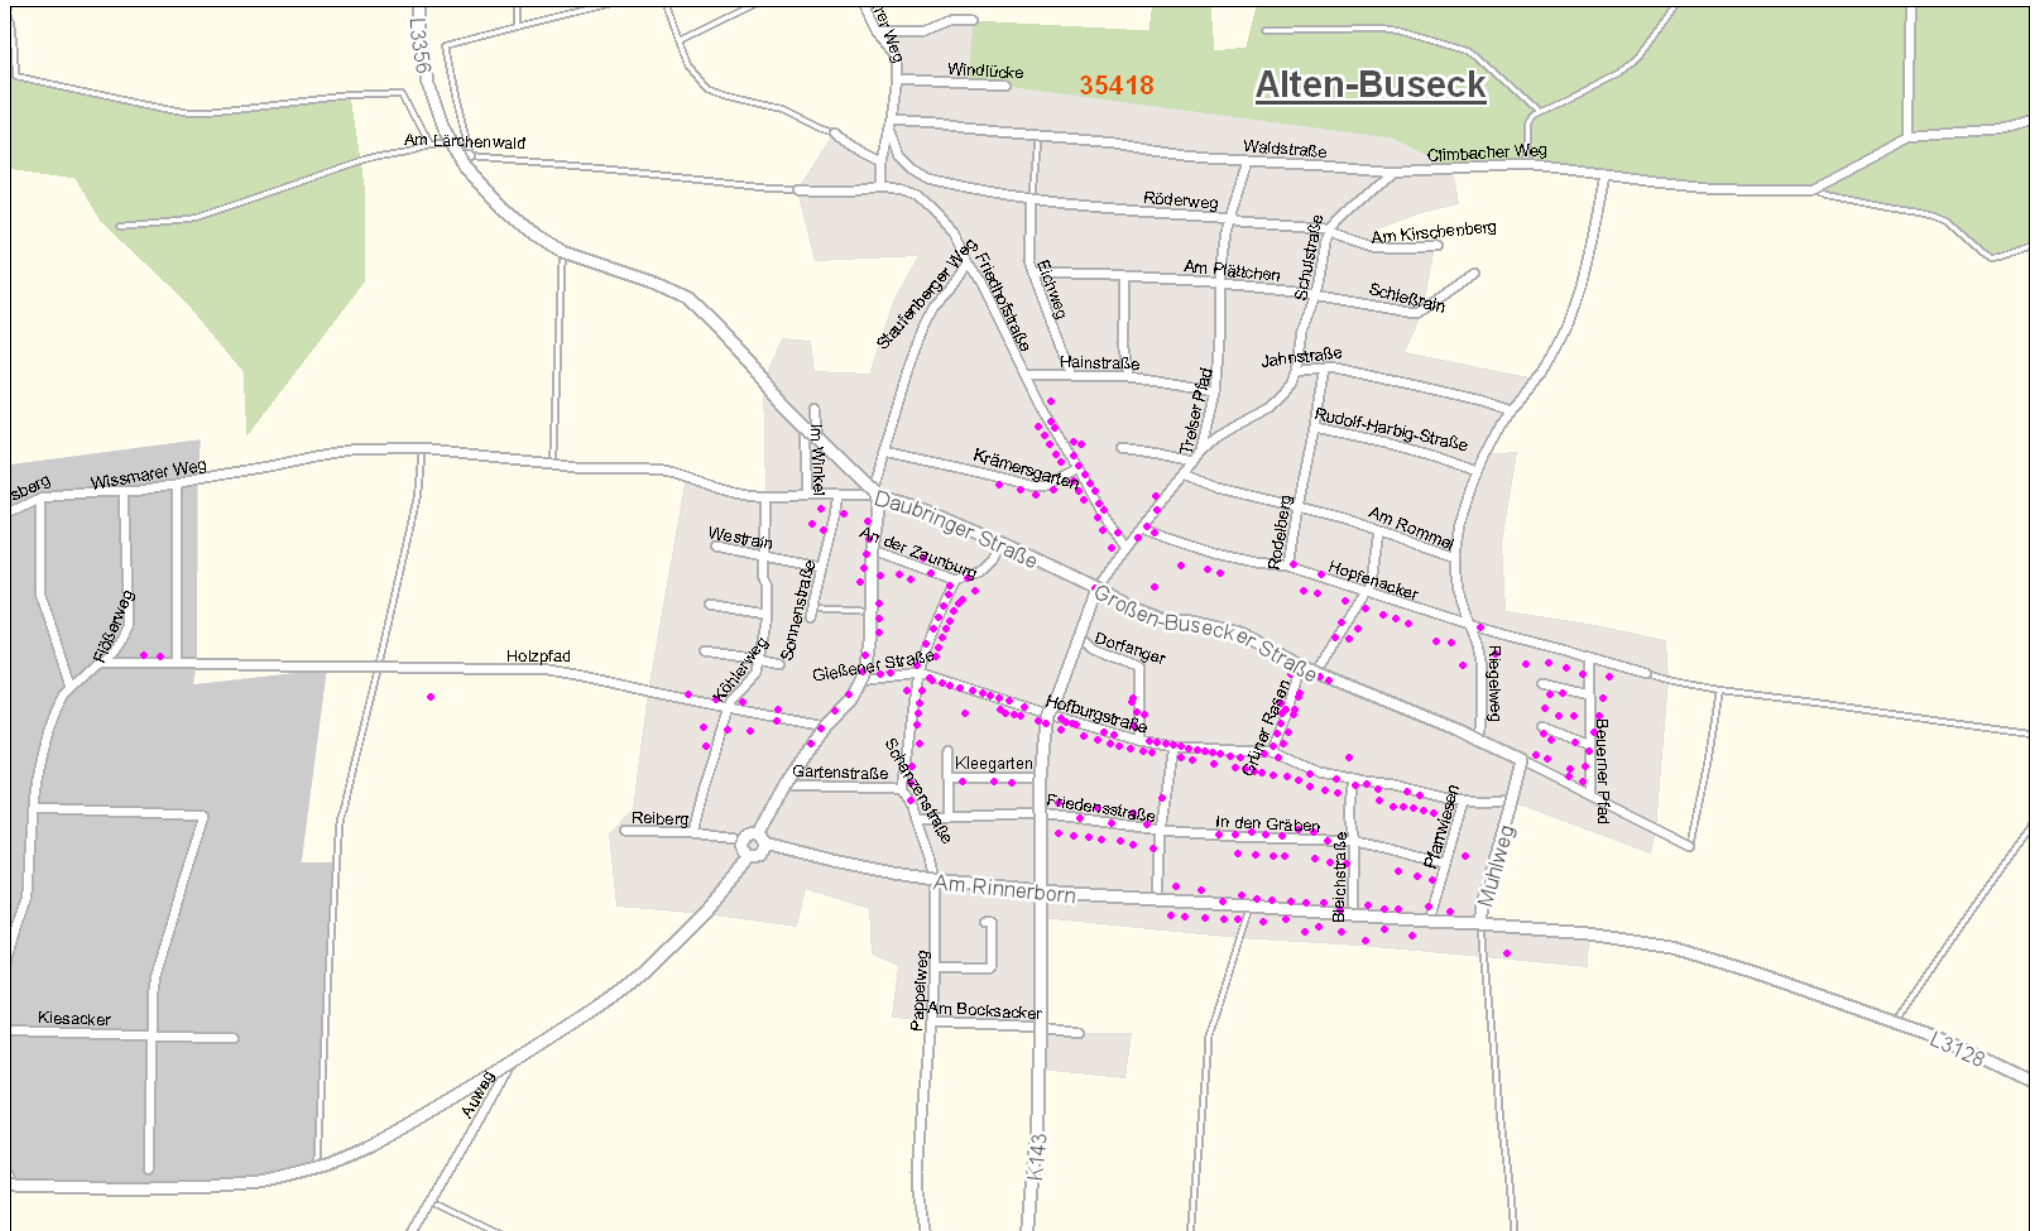 L3356
rer Weg
Windlücke
35418
Alten-Buseck
Am Lärchenwald
Waldstraße
Climbacher Weg
Röderweg
Schulstraße
Am Kirschenberg
Staufenberger Weg
Friedhofstraße
Eichweg
Am Plättchen
Schießrain
Hainstraße
Jahnstraße
Treiser Pfad
Rudolf-Harbig-Straße
Im Winkel
Krämersgarten
Wissmarer Weg
sberg
Daubringer-Straße
Rodelberg
Am Rommel
Westrain
An der Zaunburg
Hopfenacker
Sonnenstraße
Großen-Busecker-Straße
Flößerweg
Holzpfad
Köhlerweg
Gießener Straße
Dorfanger
Riegelweg
Hofburgstraße
Grüner Rasen
Beuerner Pfad
Schanzenstraße
Kleegarten
Gartenstraße
Friedensstraße
In den Gräben
Pfarrwiesen
Reiberg
Mühlweg
Am Rinnerborn
Bleichstraße
Pappelweg
Am Bocksacker
Kiesacker
L3128
Auweg
K143